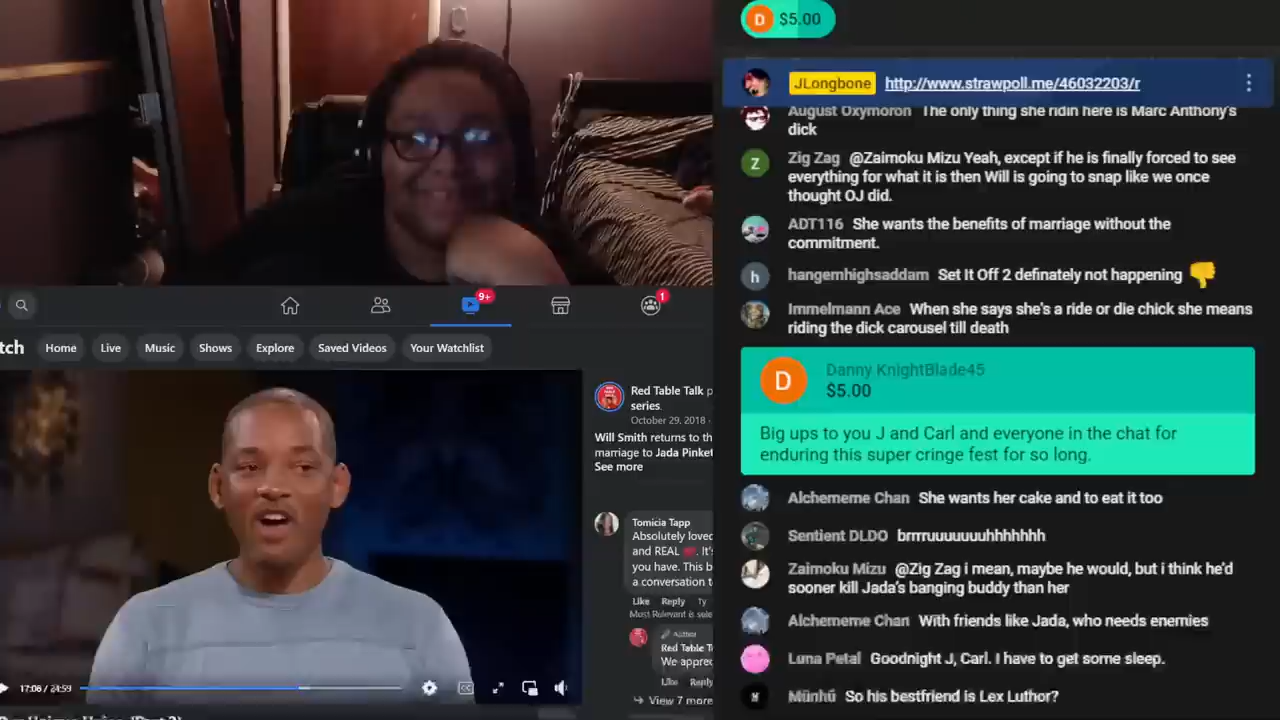 D $5.00
JLongbone http://www.strawpoll.me/46032203/r
August Oxymoron The only thing she ridin here is Marc Anthony's
dick
Z Zig Zag @Zaimoku Mizu Yeah, except if he is finally forced to see
everything for what it is then Will is going to snap like we once
thought OJ did.
ADT116 She wants the benefits of marriage without the
commitment.
h hangemhighsaddam Set It Off 2 definately not happening
Immelmann Ace When she says she's a ride or die chick she means
riding the dick carousel till death
D Danny KnightBlade45
$5.00
Big ups to you J and Carl and everyone in the chat for
enduring this super cringe fest for so long.
Alchememe Chan She wants her cake and to eat it too
Sentient DLDO brrrruuuuuuuhhhhhhh
Zaimoku Mizu @Zig Zag i mean, maybe he would, but i think he'd
sooner kill Jada's banging buddy than her
Alchememe Chan With friends like Jada, who needs enemies
Luna Petal Goodnight J, Carl. I have to get some sleep.
Münhü So his bestfriend is Lex Luthor?
9+
1
tch Home Live Music Shows Explore Saved Videos Your Watchlist
Red Table Talk p
series.
October 29, 2018 ·
Will Smith returns to th
marriage to Jada Pinket
See more
Tomicia Tapp
Absolutely loved
and REAL
It's
you have. This b
a conversation to
Like Reply
Most Relevant is sele
Author
Red Table T
We apprec
Like Reply
View 7 more
17:06 / 24:59